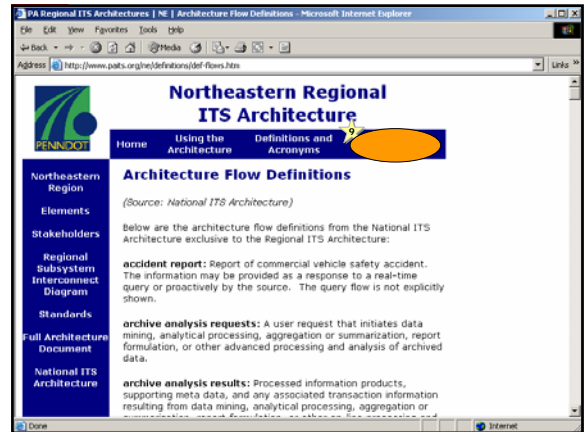 PA Regional ITS Architectures | NE | Architecture Flow Definitions - Microsoft Internet Explorer
File Edit View Favorites Tools Help
Back Media
Address http://www.paits.org/ne/definitions/def-flows.htm Links »
Northeastern Regional
ITS Architecture
PENNDOT
Home
Using the
Architecture
Definitions and
Acronyms
9
Northeastern
Region
Elements
Stakeholders
Regional
Subsystem
Interconnect
Diagram
Standards
Full Architecture
Document
National ITS
Architecture
Architecture Flow Definitions
(Source: National ITS Architecture)
Below are the architecture flow definitions from the National ITS
Architecture exclusive to the Regional ITS Architecture:
accident report: Report of commercial vehicle safety accident.
The information may be provided as a response to a real-time
query or proactively by the source. The query flow is not explicitly
shown.
archive analysis requests: A user request that initiates data
mining, analytical processing, aggregation or summarization, report
formulation, or other advanced processing and analysis of archived
data.
archive analysis results: Processed information products,
supporting meta data, and any associated transaction information
resulting from data mining, analytical processing, aggregation or
Done Internet